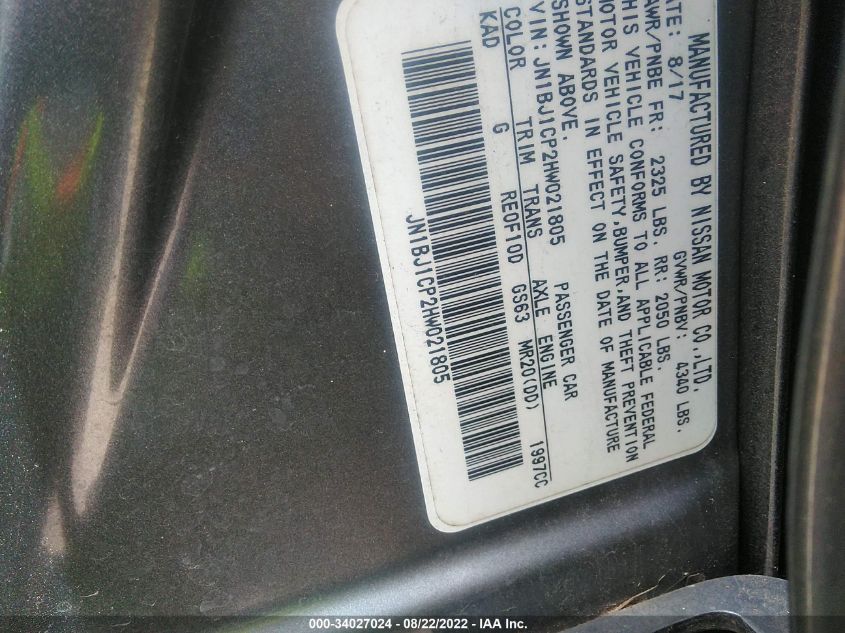 MANUFACTURED BY NISSAN MOTOR CO.,LTD.
ATE: 8/17 GVWR/PNBV: 4340 LBS.
AWR/PNBE FR: 2325 LBS. RR: 2050 LBS.
HIS VEHICLE CONFORMS TO ALL APPLICABLE FEDERAL
MOTOR VEHICLE SAFETY,BUMPER,AND THEFT PREVENTION
STANDARDS IN EFFECT ON THE DATE OF MANUFACTURE
SHOWN ABOVE.
VIN: JN1BJ1CP2HW021805 PASSENGER CAR
COLOR TRIM TRANS AXLE ENGINE
KAD G RE0F10D GS63 MR20(DD) 1997CC
JN1BJ1CP2HW021805
000-34027024 - 08/22/2022 - IAA Inc.